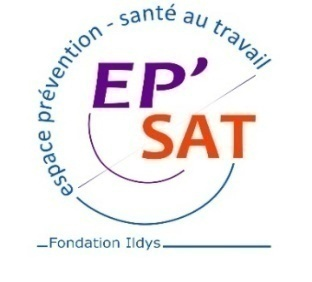 espace prévention - santé au travail
EP'
SAT
Fondation Ildys